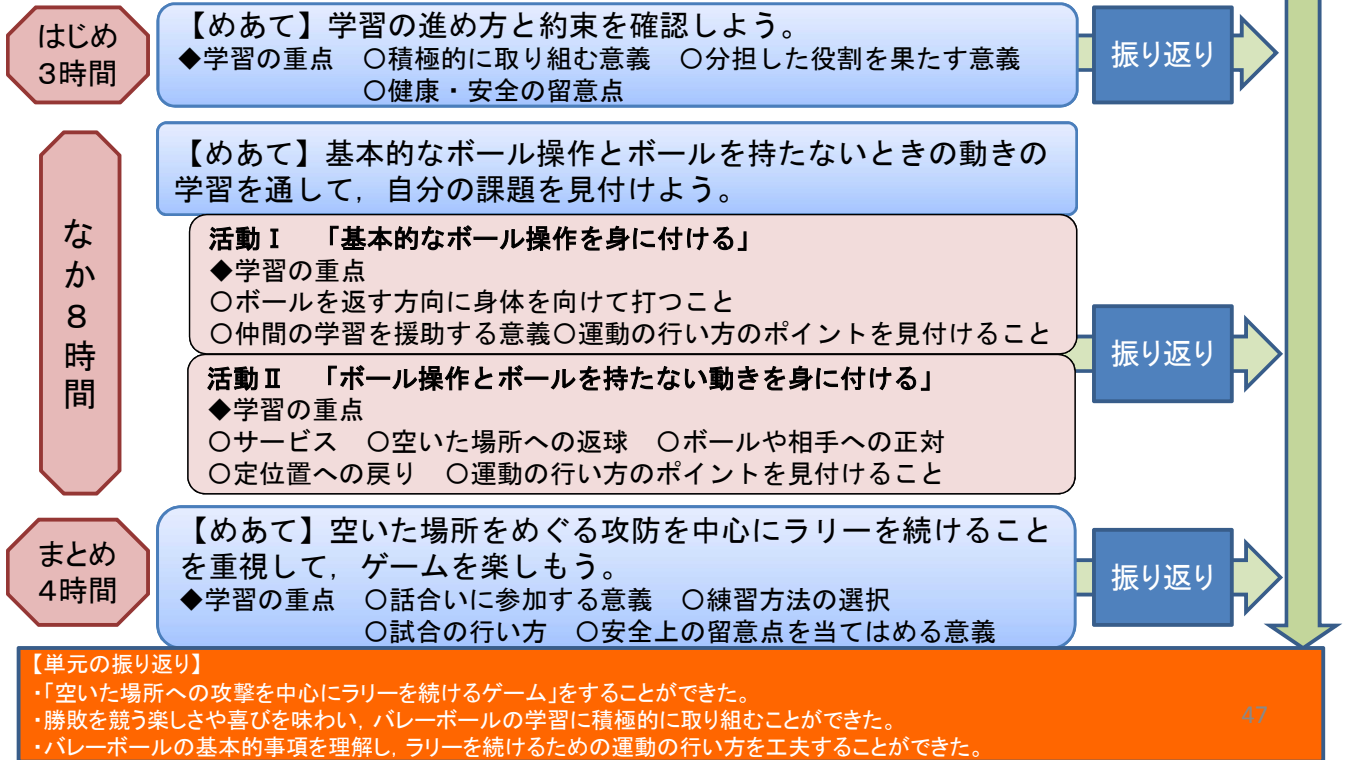 はじめ
3時間
【めあて】学習の進め方と約束を確認しよう。
◆学習の重点　○積極的に取り組む意義　○分担した役割を果たす意義
○健康・安全の留意点
振り返り
なか8時間
【めあて】基本的なボール操作とボールを持たないときの動きの
学習を通して，自分の課題を見付けよう。
活動Ⅰ　「基本的なボール操作を身に付ける」
◆学習の重点
○ボールを返す方向に身体を向けて打つこと
○仲間の学習を援助する意義○運動の行い方のポイントを見付けること
活動Ⅱ　「ボール操作とボールを持たない動きを身に付ける」
◆学習の重点
○サービス　○空いた場所への返球　○ボールや相手への正対
○定位置への戻り　○運動の行い方のポイントを見付けること
振り返り
まとめ
4時間
【めあて】空いた場所をめぐる攻防を中心にラリーを続けること
を重視して，ゲームを楽しもう。
◆学習の重点　○話合いに参加する意義　○練習方法の選択
○試合の行い方　○安全上の留意点を当てはめる意義
振り返り
【単元の振り返り】
・「空いた場所への攻撃を中心にラリーを続けるゲーム」をすることができた。
・勝敗を競う楽しさや喜びを味わい，バレーボールの学習に積極的に取り組むことができた。
・バレーボールの基本的事項を理解し，ラリーを続けるための運動の行い方を工夫することができた。
47